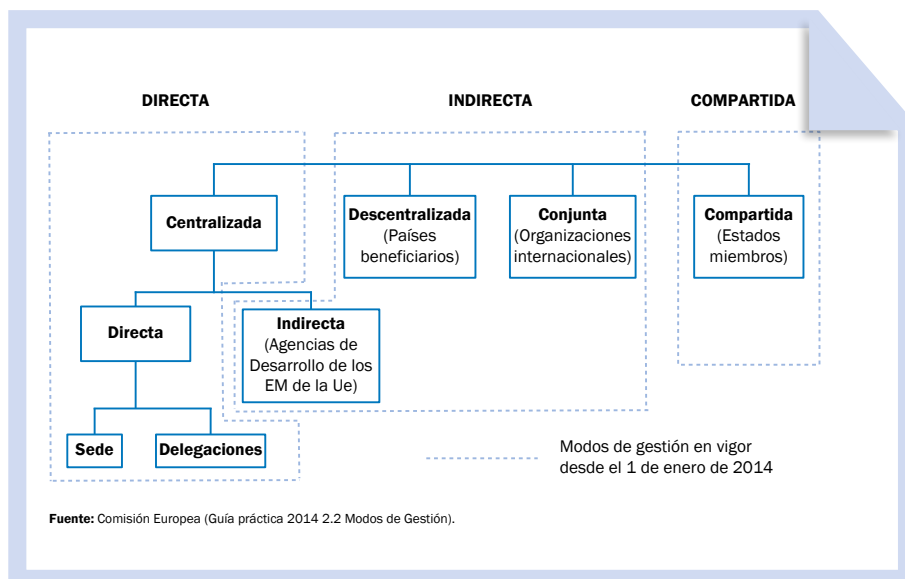 DIRECTA
INDIRECTA
COMPARTIDA
Centralizada
Descentralizada
(Países
beneficiarios)
Conjunta
(Organizaciones
internacionales)
Compartida
(Estados
miembros)
Directa
Indirecta
(Agencias de
Desarrollo de los
EM de la Ue)
Sede
Delegaciones
Modos de gestión en vigor
desde el 1 de enero de 2014
Fuente: Comisión Europea (Guía práctica 2014 2.2 Modos de Gestión).